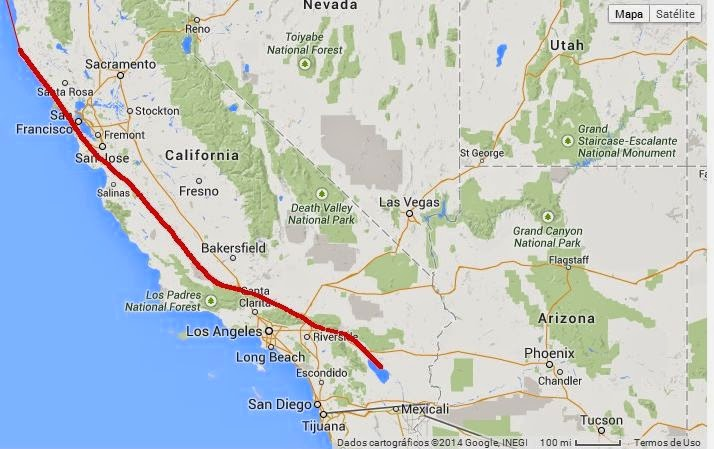 Nevada
Mapa
Satélite
Reno
Toiyabe
National Forest
Utah
Sacramento
Santa Rosa
Stockton
San
Francisco
Fremont
San Jose
California
St George
Grand
Staircase-Escalante
National Monument
Fresno
Salinas
Death Valley
National Park
Las Vegas
Grand Canyon
National Park
Bakersfield
Flagstaff
Los Padres
National Forest
Santa
Clarita
Los Angeles
Riverside
Arizona
Long Beach
Phoenix
Escondido
Chandler
San Diego
Mexicali
Tijuana
Tucson
Datos cartográficos ©2014 Google, INEGI
100 mi
Termos de Uso